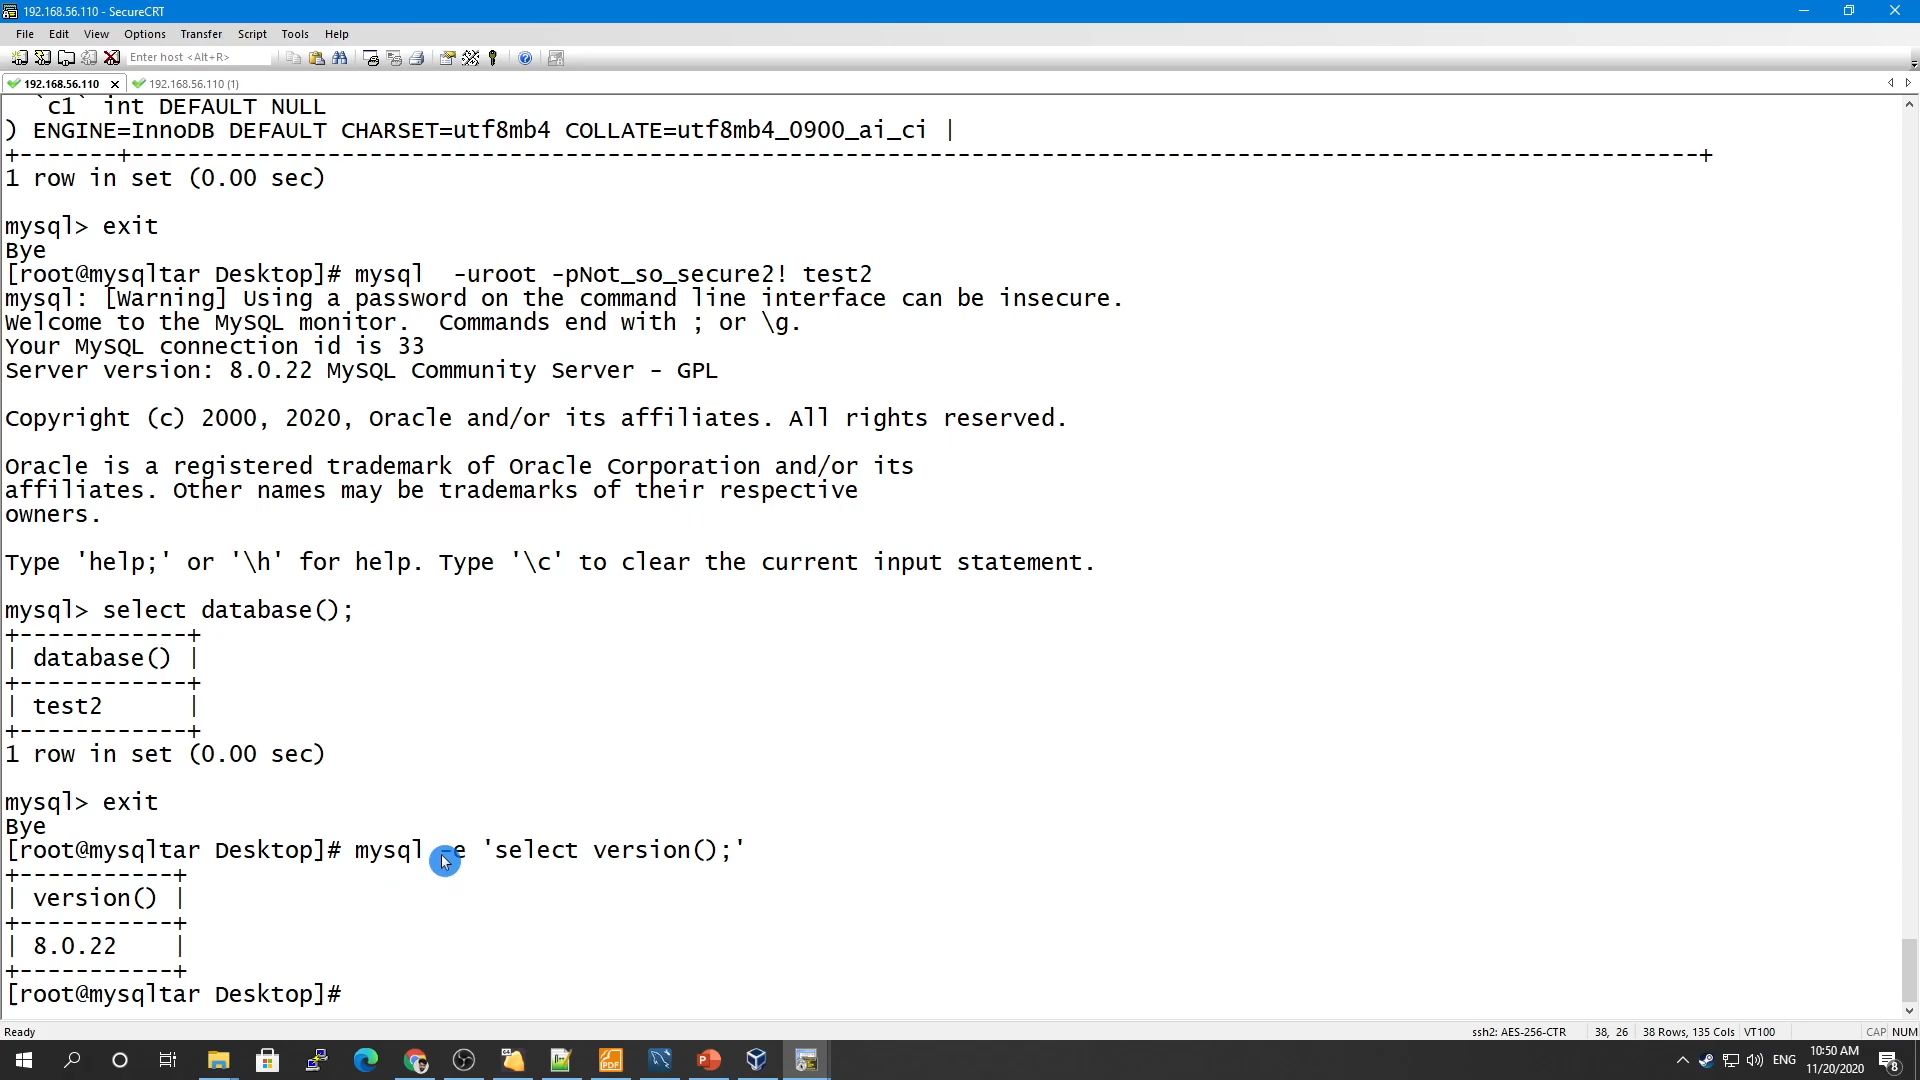 192.168.56.110 - SecureCRT
File Edit View Options Transfer Script Tools Help
Enter host <Alt+R>
192.168.56.110 192.168.56.110 (1)
`c1` int DEFAULT NULL
) ENGINE=InnoDB DEFAULT CHARSET=utf8mb4 COLLATE=utf8mb4_0900_ai_ci |
+-------+----------------------------------------------------------------------------------------------------------------+
1 row in set (0.00 sec)
mysql> exit
Bye
[root@mysqltar Desktop]# mysql  -uroot -pNot_so_secure2! test2
mysql: [Warning] Using a password on the command line interface can be insecure.
Welcome to the MySQL monitor.  Commands end with ; or \g.
Your MySQL connection id is 33
Server version: 8.0.22 MySQL Community Server - GPL
Copyright (c) 2000, 2020, Oracle and/or its affiliates. All rights reserved.
Oracle is a registered trademark of Oracle Corporation and/or its
affiliates. Other names may be trademarks of their respective
owners.
Type 'help;' or '\h' for help. Type '\c' to clear the current input statement.
mysql> select database();
+------------+
| database() |
+------------+
| test2      |
+------------+
1 row in set (0.00 sec)
mysql> exit
Bye
[root@mysqltar Desktop]# mysql -e 'select version();'
+-----------+
| version() |
+-----------+
| 8.0.22    |
+-----------+
[root@mysqltar Desktop]#
Ready ssh2: AES-256-CTR 38, 26 38 Rows, 135 Cols VT100 CAP NUM
ENG 10:50 AM
11/20/2020 8